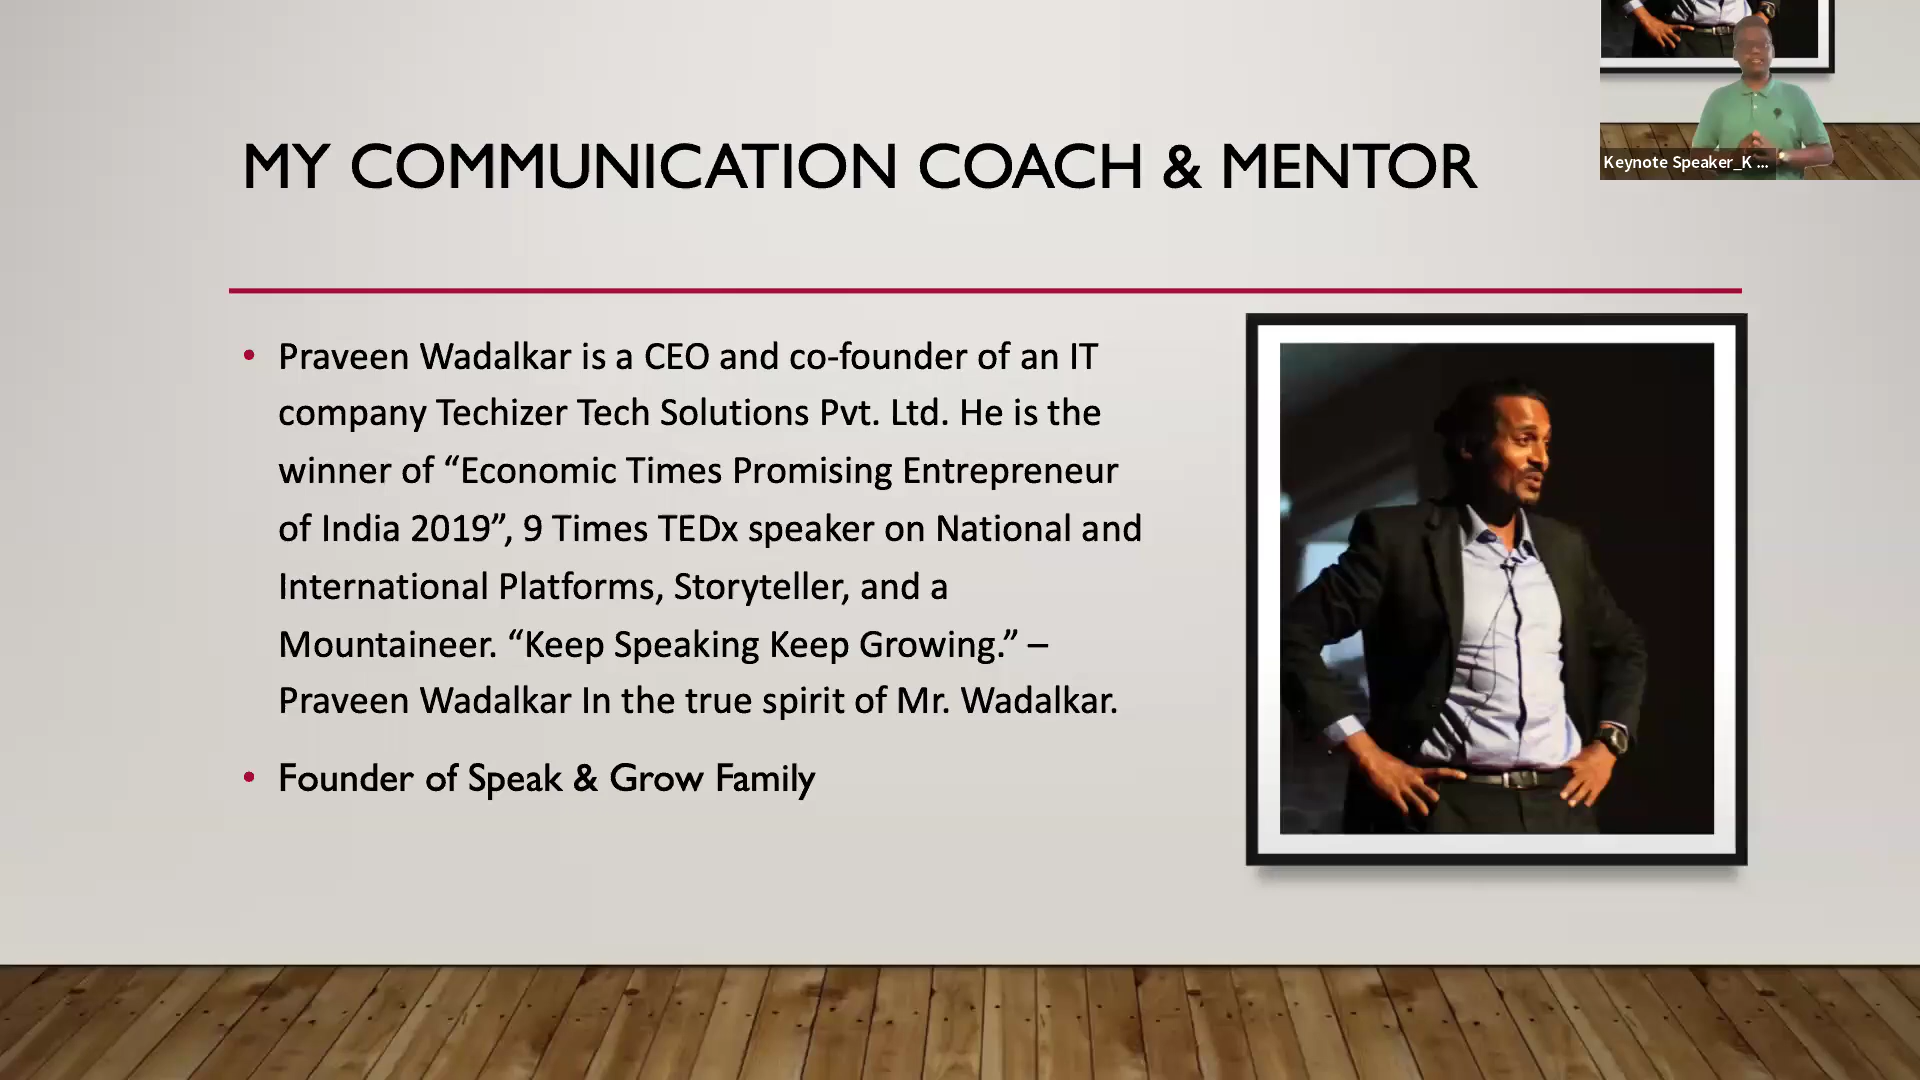 MY COMMUNICATION COACH & MENTOR
Keynote Speaker_K ...
• Praveen Wadalkar is a CEO and co-founder of an IT
company Techizer Tech Solutions Pvt. Ltd. He is the
winner of “Economic Times Promising Entrepreneur
of India 2019”, 9 Times TEDx speaker on National and
International Platforms, Storyteller, and a
Mountaineer. “Keep Speaking Keep Growing.” –
Praveen Wadalkar In the true spirit of Mr. Wadalkar.
• Founder of Speak & Grow Family